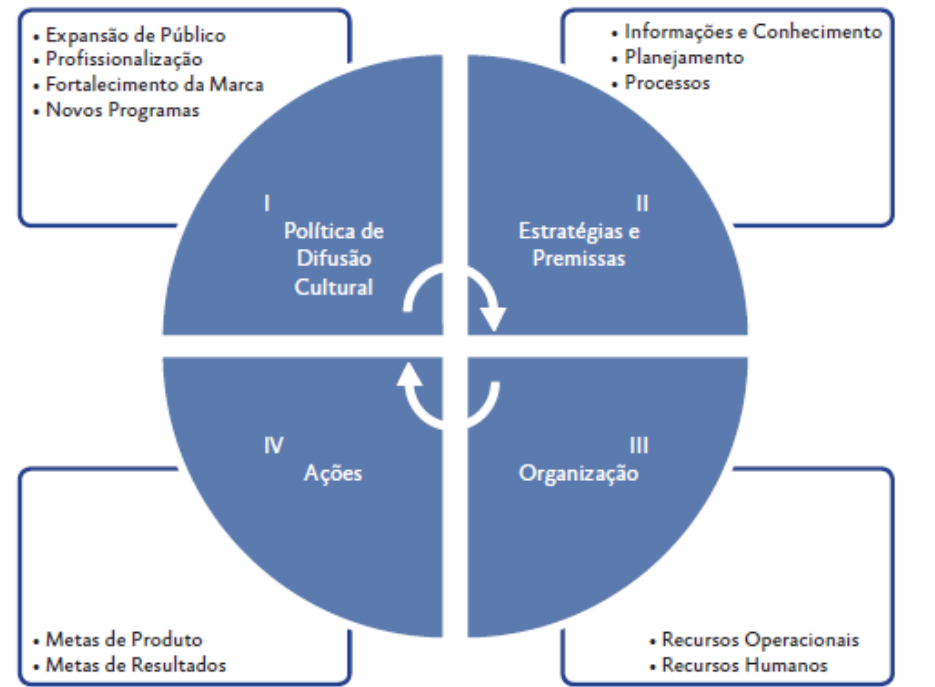 • Expansão de Público
• Profissionalização
• Fortalecimento da Marca
• Novos Programas
• Informações e Conhecimento
• Planejamento
• Processos
I
Política de
Difusão
Cultural
II
Estratégias e
Premissas
IV
Ações
III
Organização
• Metas de Produto
• Metas de Resultados
• Recursos Operacionais
• Recursos Humanos